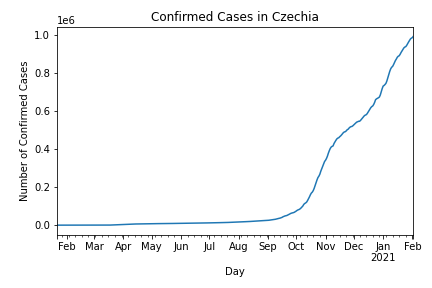 Confirmed Cases in Czechia
1e6
1.0
0.8
0.6
0.4
0.2
0.0
Number of Confirmed Cases
Feb Mar Apr May Jun Jul Aug Sep Oct Nov Dec Jan Feb
2021
Day